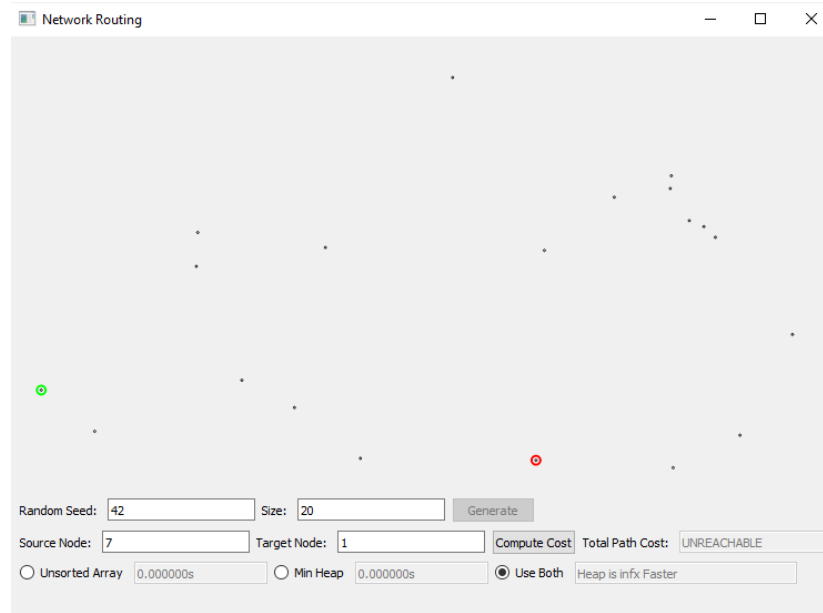 Network Routing
Random Seed: 42 Size: 20 Generate
Source Node: 7 Target Node: 1 Compute Cost Total Path Cost: UNREACHABLE
Unsorted Array 0.000000s Min Heap 0.000000s Use Both Heap is infx Faster